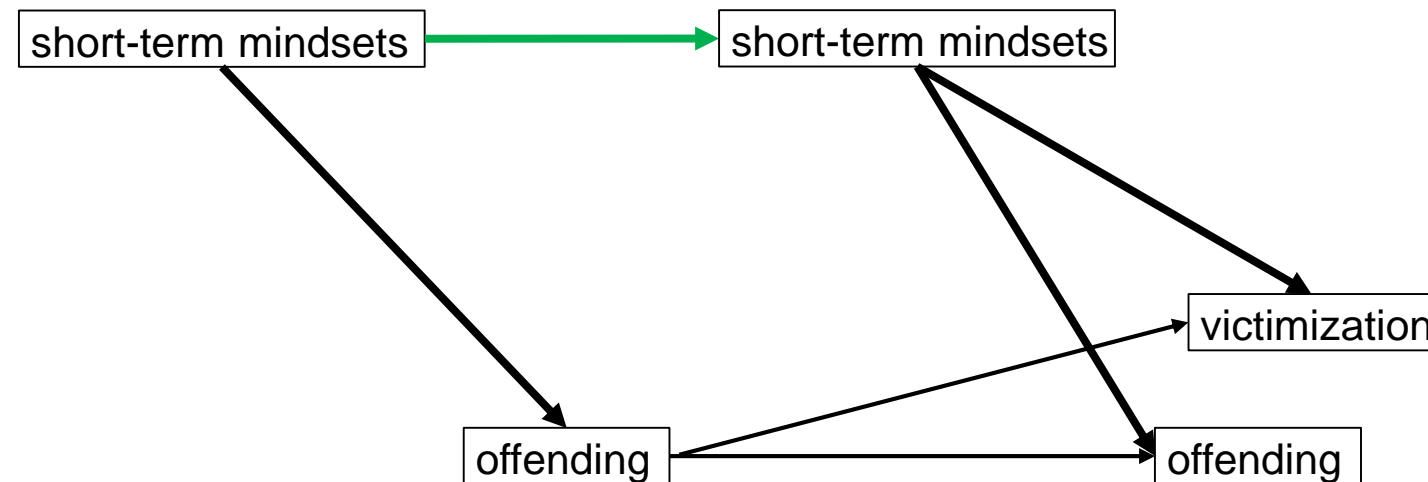 short-term mindsets
short-term mindsets
victimization
offending
offending